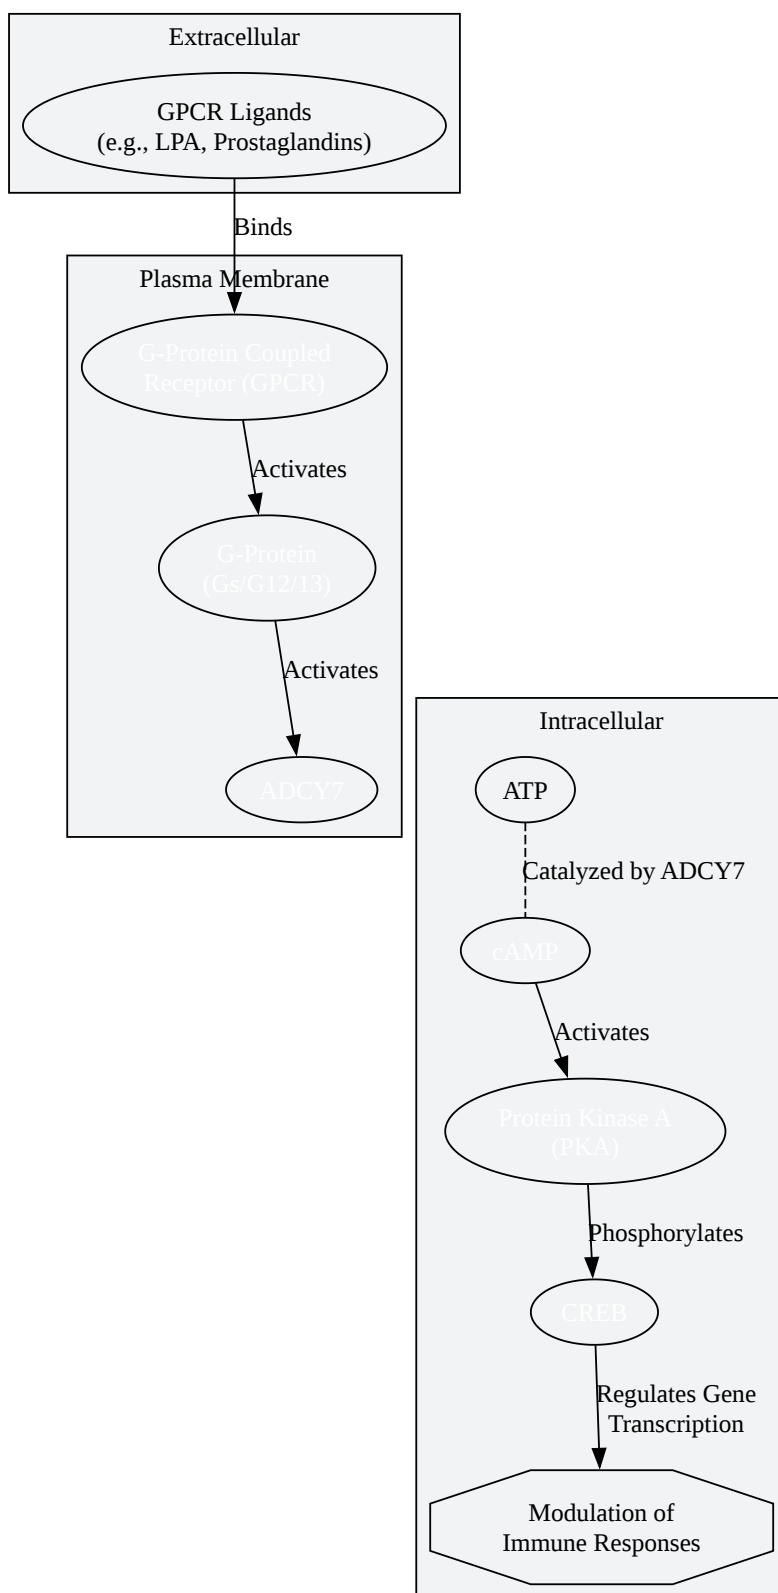 Extracellular
GPCR Ligands
(e.g., LPA, Prostaglandins)
Binds
Plasma Membrane
G-Protein Coupled
Receptor (GPCR)
Activates
G-Protein
(Gs/G12/13)
Activates
ADCY7
Intracellular
ATP
Catalyzed by ADCY7
cAMP
Activates
Protein Kinase A
(PKA)
Phosphorylates
CREB
Regulates Gene
Transcription
Modulation of
Immune Responses